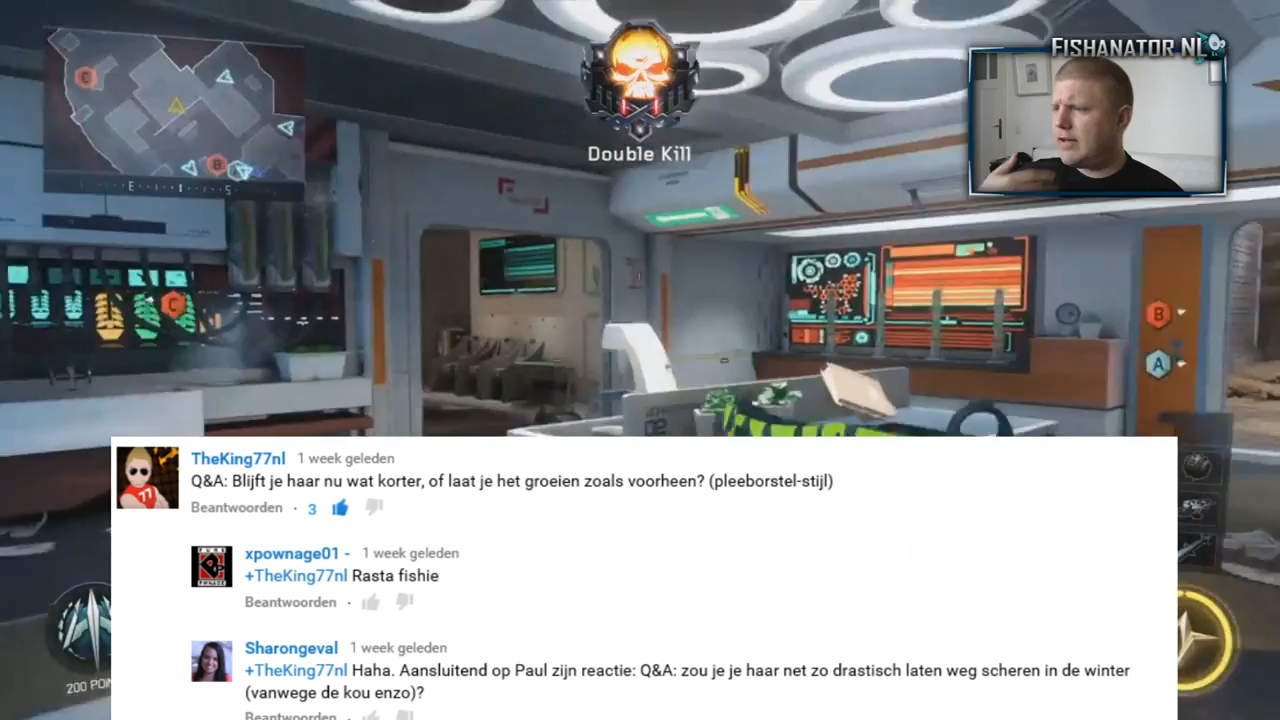 FISHANATOR NL
Double Kill
C
B
E
S
C
B
A
TheKing77nl 1 week geleden
Q&A: Blijft je haar nu wat korter, of laat je het groeien zoals voorheen? (pleeborstel-stijl)
Beantwoorden · 3
xpownage01 - 1 week geleden
+TheKing77nl Rasta fishie
Beantwoorden ·
Sharongeval 1 week geleden
+TheKing77nl Haha. Aansluitend op Paul zijn reactie: Q&A: zou je je haar net zo drastisch laten weg scheren in de winter
(vanwege de kou enzo)?
Beantwoorden ·
77
200